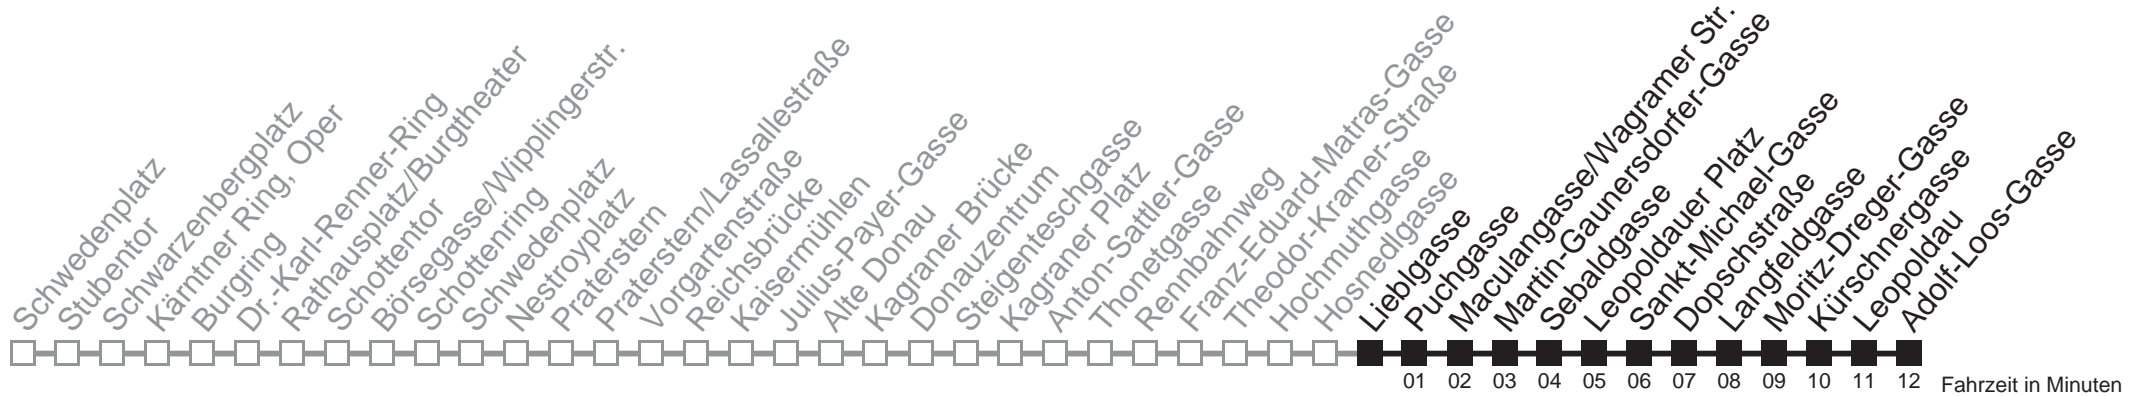 Schwedenplatz
Stubentor
Schwarzenbergplatz
Kärntner Ring, Oper
Burgring
Dr.-Karl-Renner-Ring
Rathausplatz/Burgtheater
Schottentor
Börsegasse/Wipplingerstr.
Schottenring
Schwedenplatz
Nestroyplatz
Praterstern
Praterstern/Lassallestraße
Vorgartenstraße
Reichsbrücke
Kaisermühlen
Julius-Payer-Gasse
Alte Donau
Kagraner Brücke
Donauzentrum
Steigenteschgasse
Kagraner Platz
Anton-Sattler-Gasse
Thonetgasse
Rennbahnweg
Franz-Eduard-Matras-Gasse
Theodor-Kramer-Straße
Hochmuthgasse
Hosnedlgasse
Lieblgasse
Puchgasse
Maculangasse/Wagramer Str.
Martin-Gaunersdorfer-Gasse
Sebaldgasse
Leopoldauer Platz
Sankt-Michael-Gasse
Dopschstraße
Langfeldgasse
Moritz-Dreger-Gasse
Kürschnergasse
Leopoldau
Adolf-Loos-Gasse
01 02 03 04 05 06 07 08 09 10 11 12 Fahrzeit in Minuten